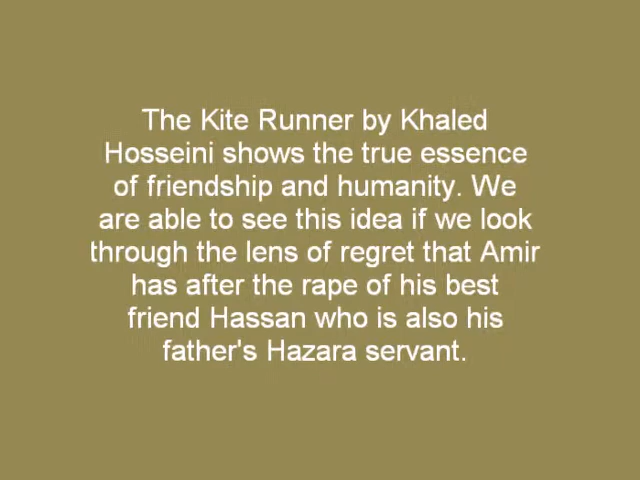 The Kite Runner by Khaled
Hosseini shows the true essence
of friendship and humanity. We
are able to see this idea if we look
through the lens of regret that Amir
has after the rape of his best
friend Hassan who is also his
father's Hazara servant.